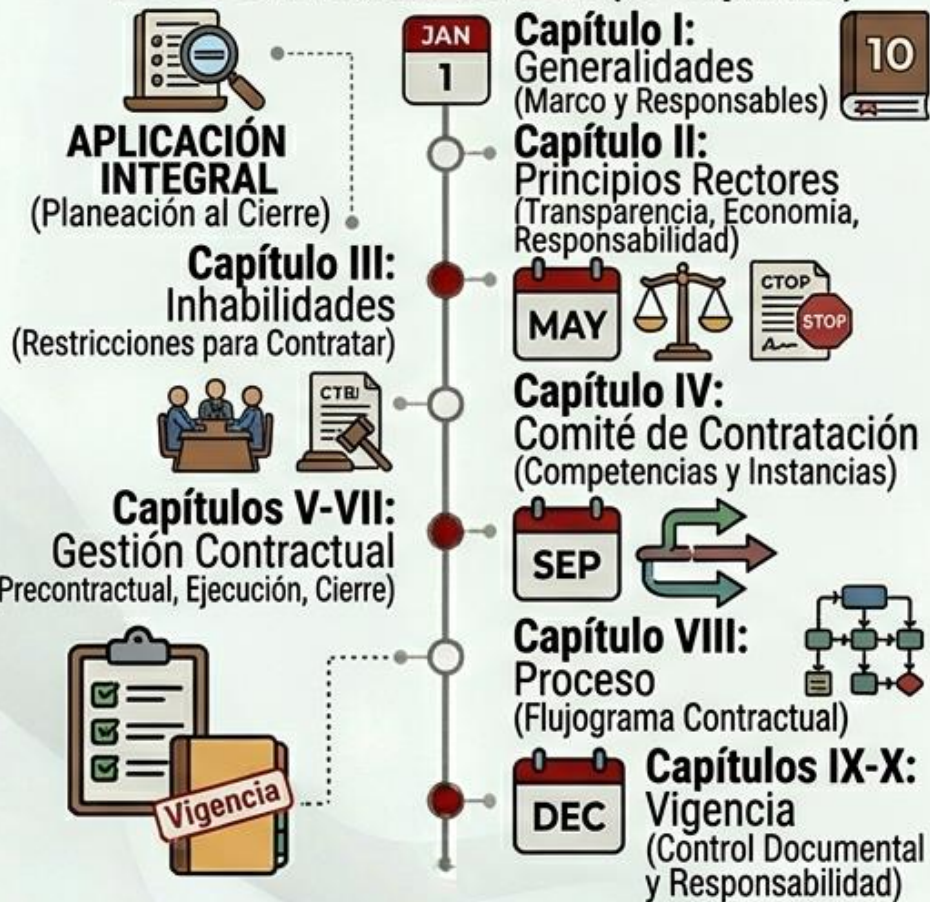 JAN
1
Capítulo I:
Generalidades
(Marco y Responsables)
10
APLICACIÓN
INTEGRAL
(Planeación al Cierre)
Capítulo II:
Principios Rectores
(Transparencia, Economia,
Responsabilidad)
Capítulo III:
Inhabilidades
(Restricciones para Contratar)
MAY
CTOP
STOP
Capítulo IV:
Comité de Contratación
(Competencias y Instancias)
Capítulos V-VII:
Gestión Contractual
Precontractual, Ejecución, Cierre)
SEP
Capítulo VIII:
Proceso
(Flujograma Contractual)
Vigencia
DEC
Capítulos IX-X:
Vigencia
(Control Documental
y Responsabilidad)